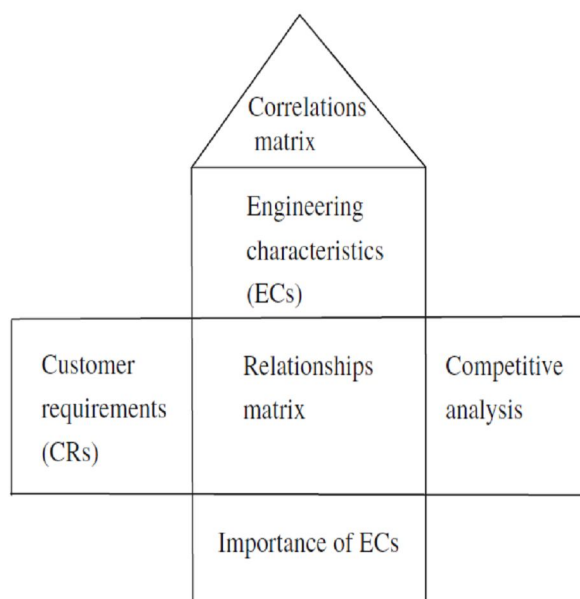 Correlations
matrix
Engineering
characteristics
(ECs)
Customer
requirements
(CRs)
Relationships
matrix
Competitive
analysis
Importance of ECs